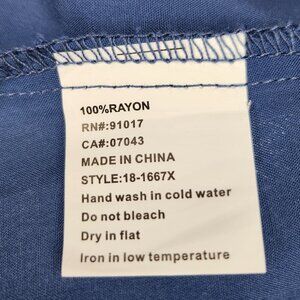 100%RAYON
RN#:91017
CA#:07043
MADE IN CHINA
STYLE:18-1667X
Hand wash in cold water
Do not bleach
Dry in flat
Iron in low temperature